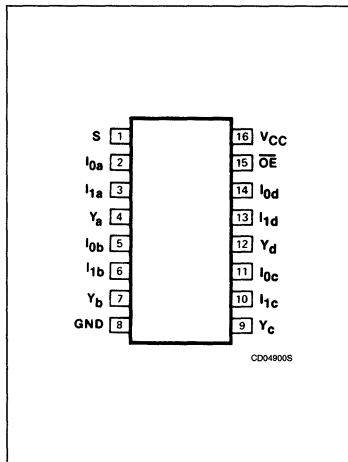 S 1 16 VCC
I0a 2 15 OE
I1a 3 14 I0d
Ya 4 13 I1d
I0b 5 12 Yd
I1b 6 11 I0c
Yb 7 10 I1c
GND 8 9 Yc
CD04900S